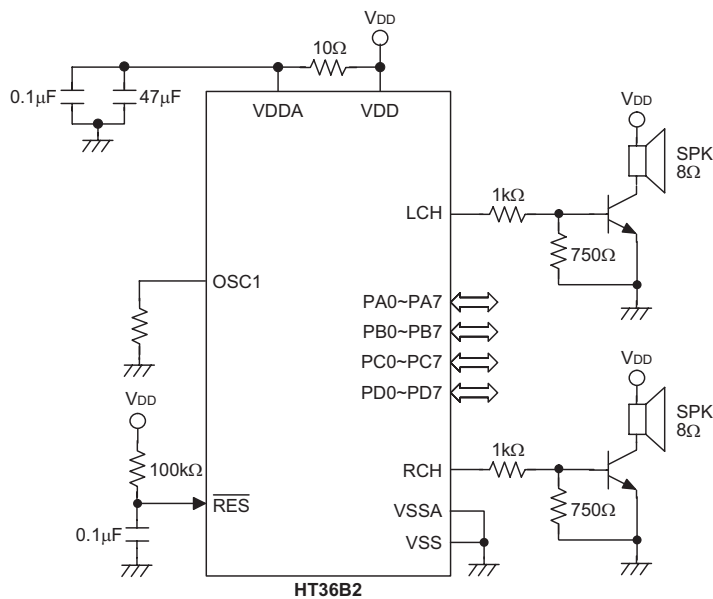 VDD
10Ω
0.1μF
47μF
VDDA
VDD
VDD
SPK
8Ω
1kΩ
LCH
750Ω
OSC1
PA0~PA7
PB0~PB7
PC0~PC7
PD0~PD7
VDD
VDD
SPK
8Ω
1kΩ
100kΩ
RCH
RES
VSSA
750Ω
0.1μF
VSS
HT36B2